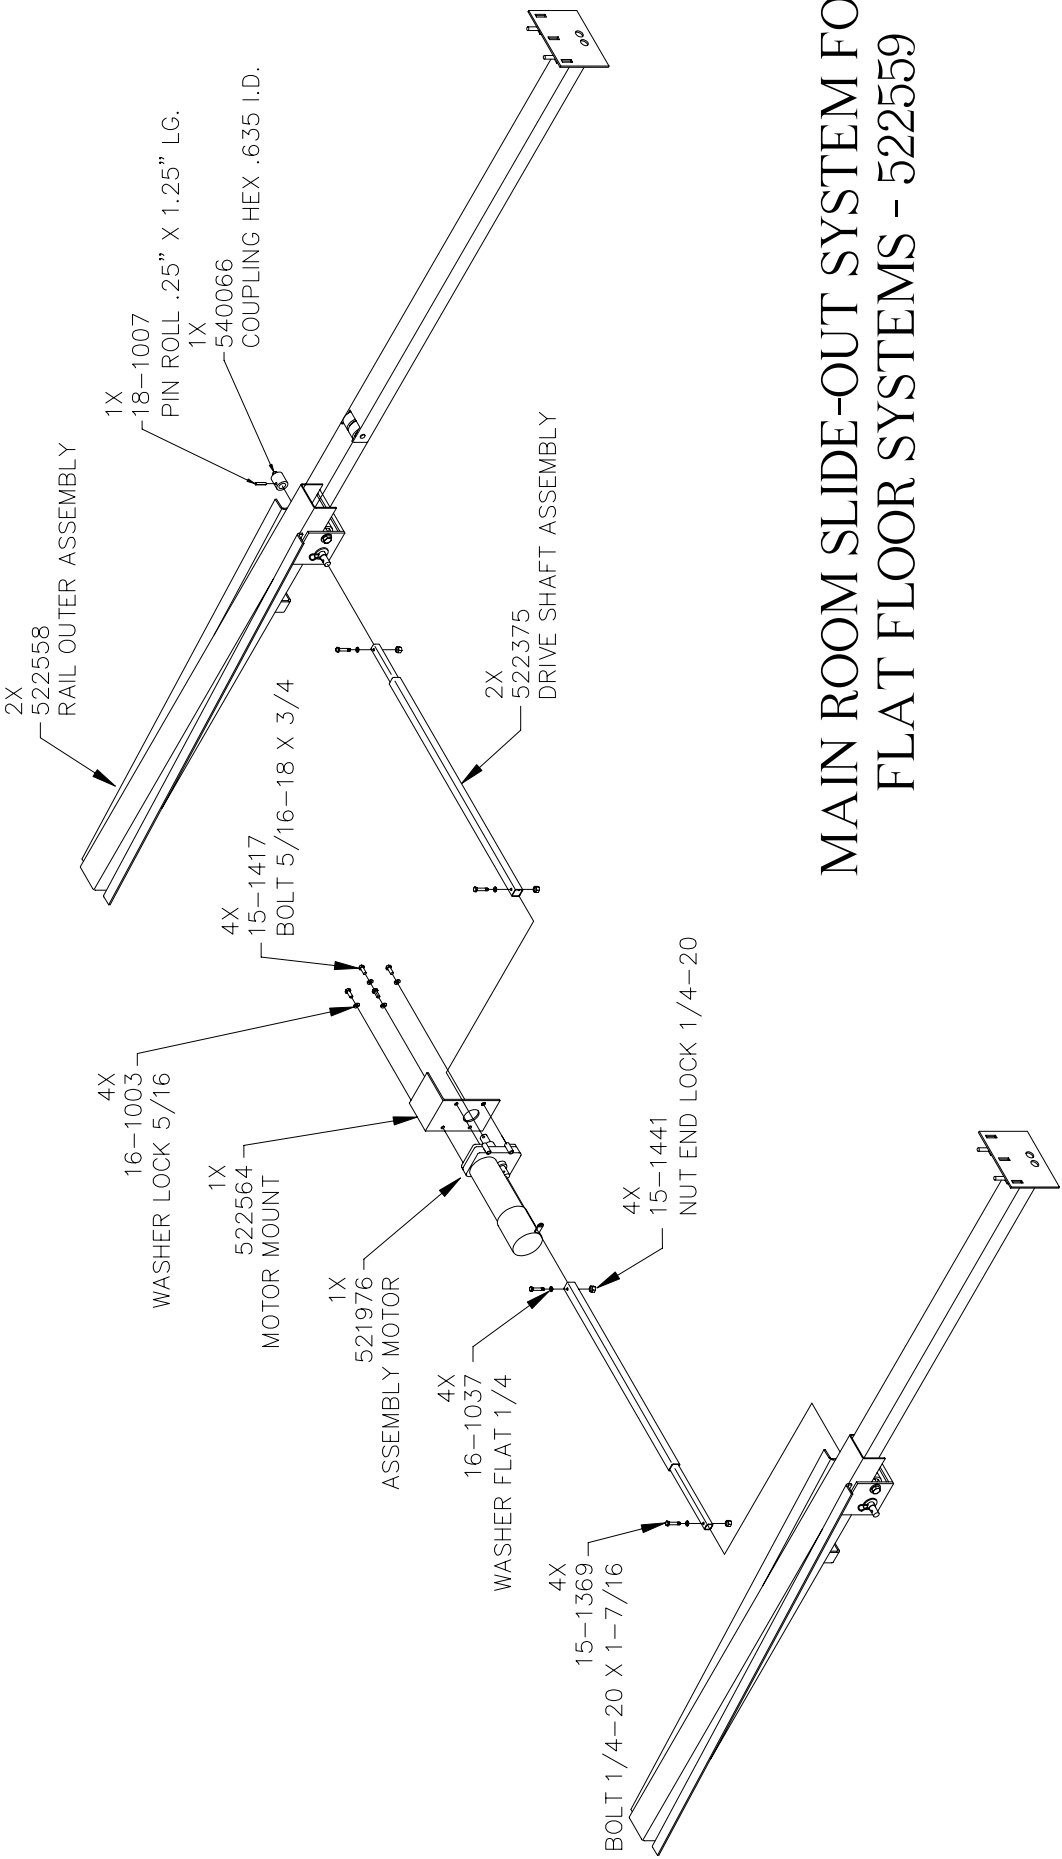 2X
522558
RAIL OUTER ASSEMBLY
1X
18-1007
PIN ROLL .25" X 1.25" LG.
1X
540066
COUPLING HEX .635 I.D.
4X
16-1003
WASHER LOCK 5/16
4X
15-1417
BOLT 5/16-18 X 3/4
1X
522564
MOTOR MOUNT
2X
522375
DRIVE SHAFT ASSEMBLY
1X
521976
ASSEMBLY MOTOR
4X
16-1037
WASHER FLAT 1/4
4X
15-1441
NUT END LOCK 1/4-20
4X
15-1369
BOLT 1/4-20 X 1-7/16
MAIN ROOM SLIDE-OUT SYSTEM FO
FLAT FLOOR SYSTEMS - 522559